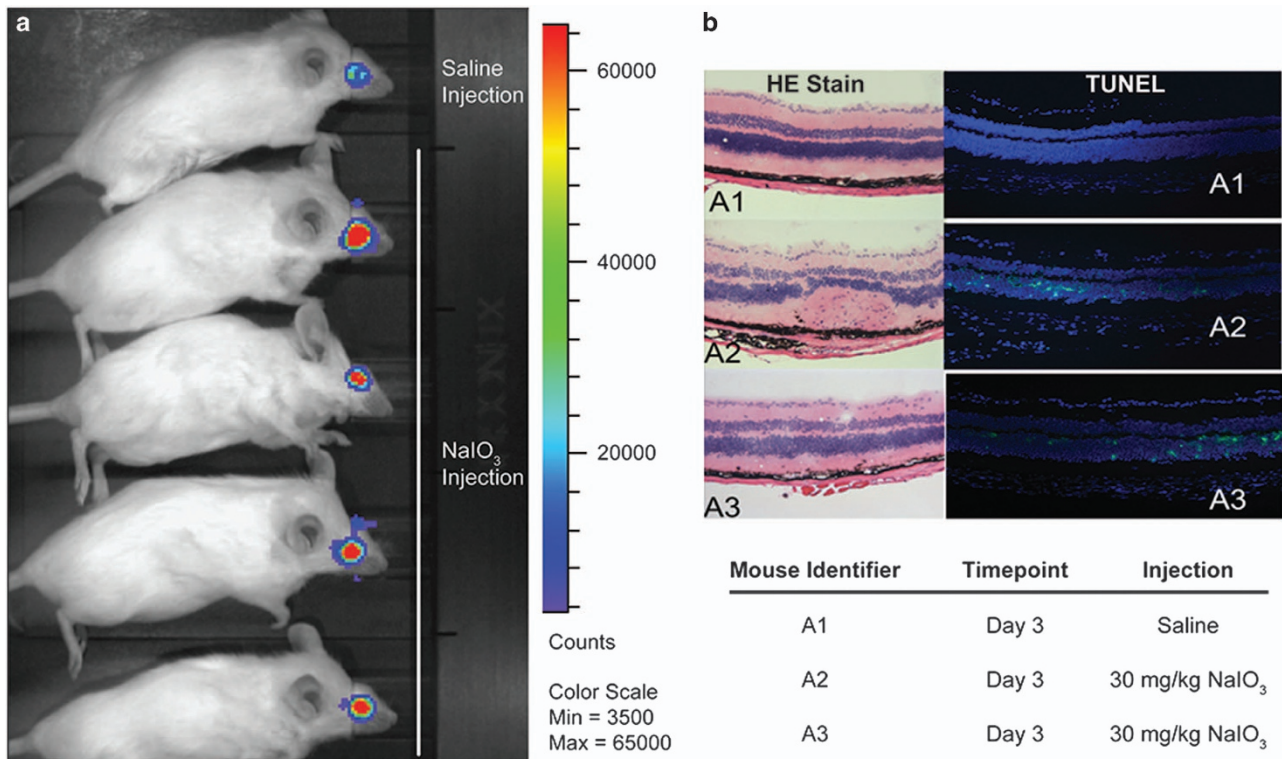 a
Saline
Injection
NaIO₃
Injection
60000
40000
20000
Counts
Color Scale
Min = 3500
Max = 65000
b
HE Stain
TUNEL
A1
A1
A2
A2
A3
A3
Mouse Identifier Timepoint Injection
A1 Day 3 Saline
A2 Day 3 30 mg/kg NaIO₃
A3 Day 3 30 mg/kg NaIO₃